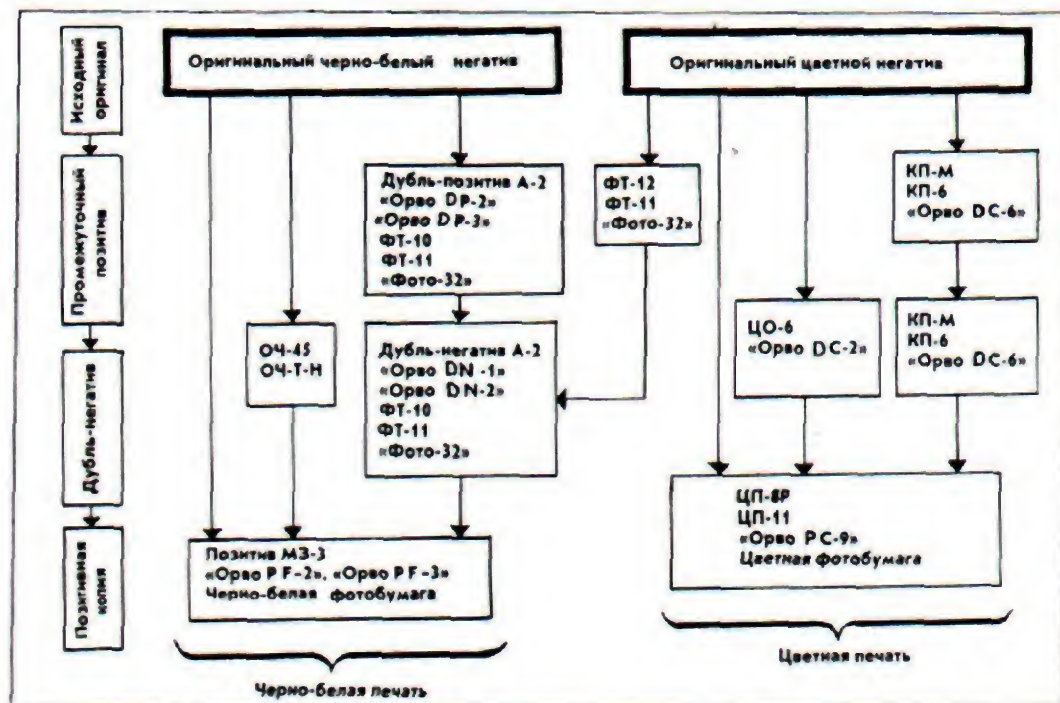 Исходный оригинал
Промежуточный позитив
Дубль-негатив
Позитивная копия
Оригинальный черно-белый негатив
Оригинальный цветной негатив
Дубль-позитив А-2
«Орво DP-2»
«Орво DP-3»
ФТ-10
ФТ-11
«Фото-32»
ФТ-12
ФТ-11
«Фото-32»
КП-М
КП-6
«Орво DC-6»
ОЧ-45
ОЧ-Т-Н
Дубль-негатив А-2
«Орво DN-1»
«Орво DN-2»
ФТ-10
ФТ-11
«Фото-32»
ЦО-6
«Орво DC-2»
КП-М
КП-6
«Орво DC-6»
Позитив МЗ-3
«Орво PF-2», «Орво PF-3»
Черно-белая фотобумага
ЦП-8Р
ЦП-11
«Орво PC-9»
Цветная фотобумага
Черно-белая печать
Цветная печать